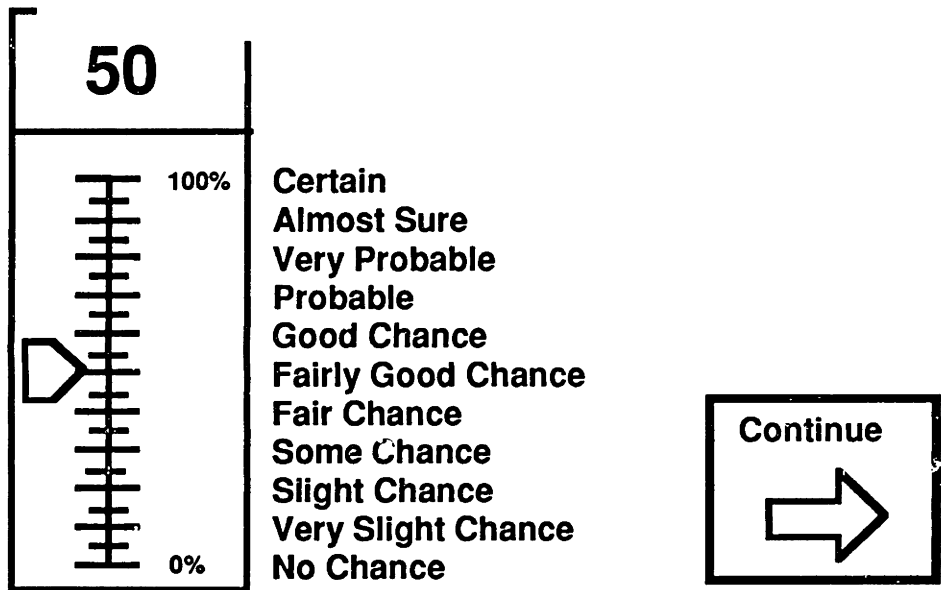 50
100% Certain
Almost Sure
Very Probable
Probable
Good Chance
Fairly Good Chance
Fair Chance
Some Chance
Slight Chance
Very Slight Chance
0% No Chance
Continue